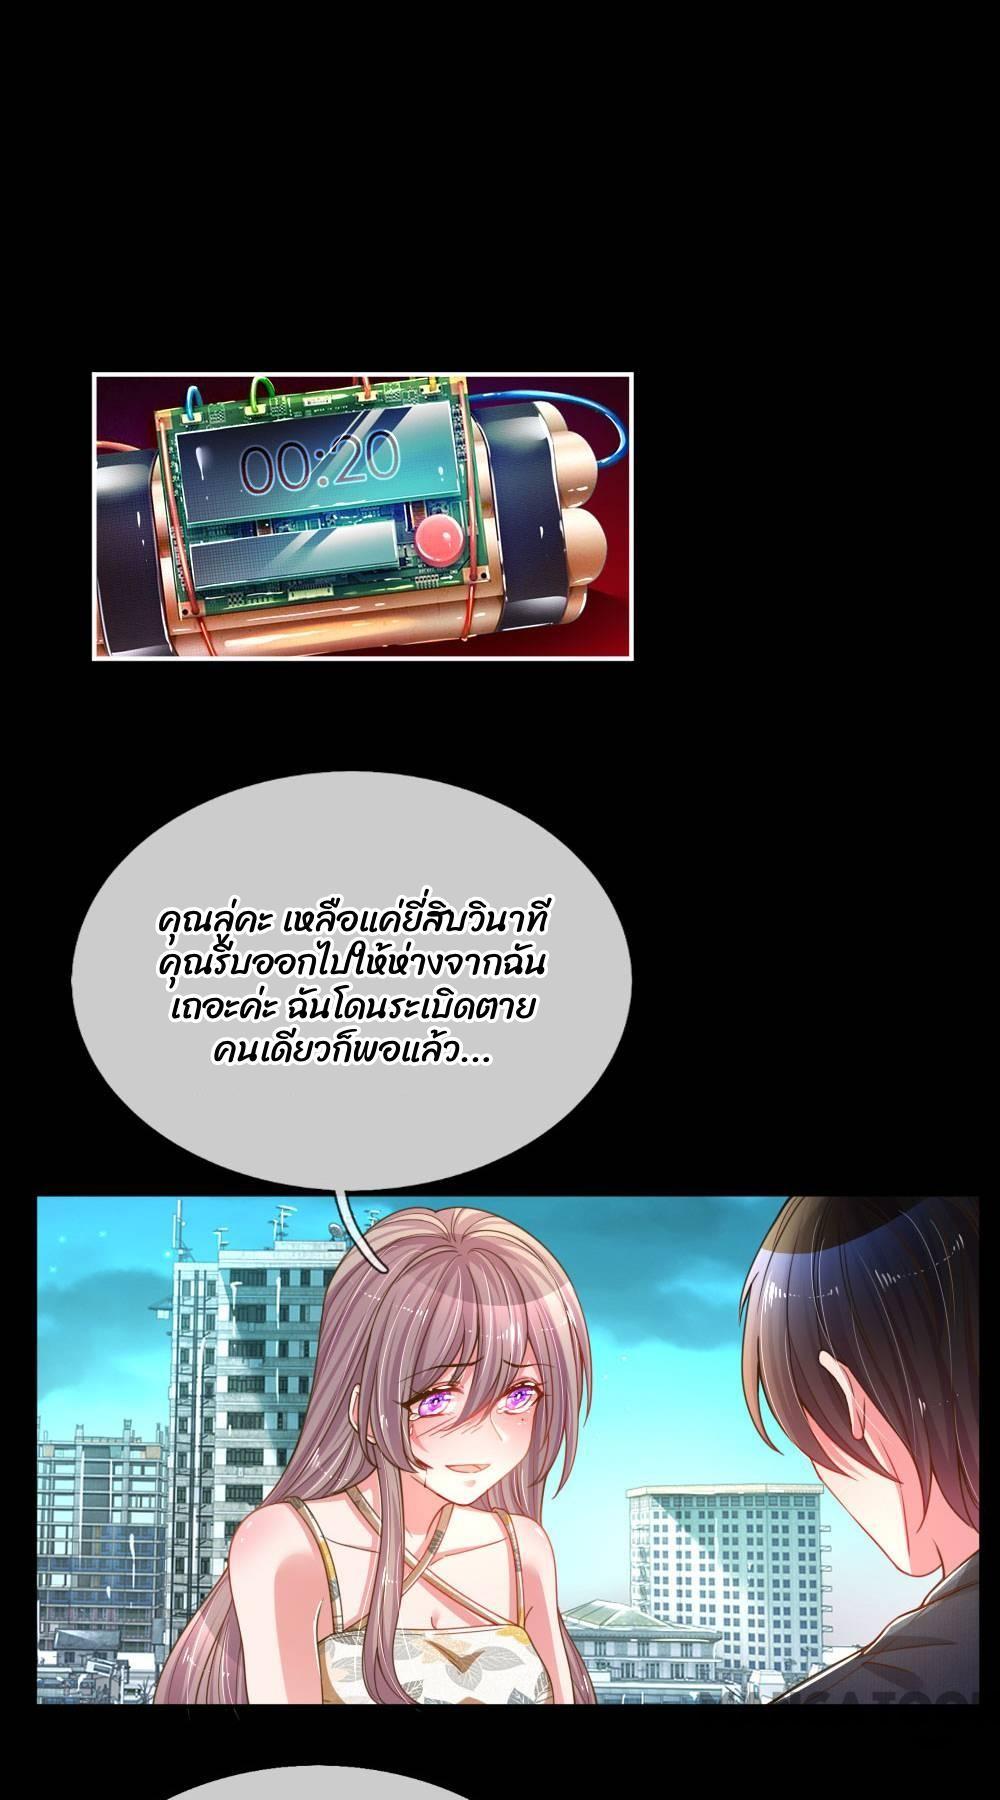 00:20
คุณลู่คะ เหลือแค่ยี่สิบวินาที
คุณรีบออกไปให้ห่างจากฉัน
เถอะค่ะ ฉันโดนระเบิดตาย
คนเดียวก็พอแล้ว...
MANGATOON